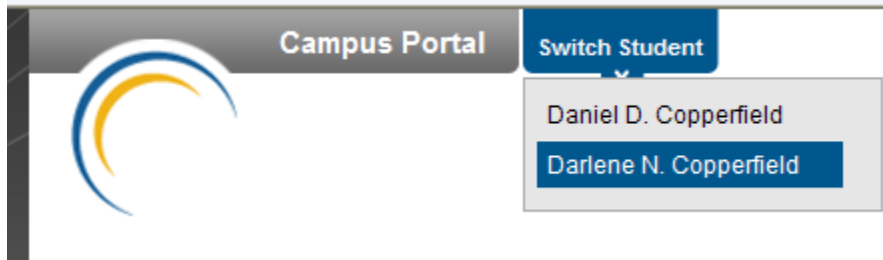 Campus Portal
Switch Student
Daniel D. Copperfield
Darlene N. Copperfield